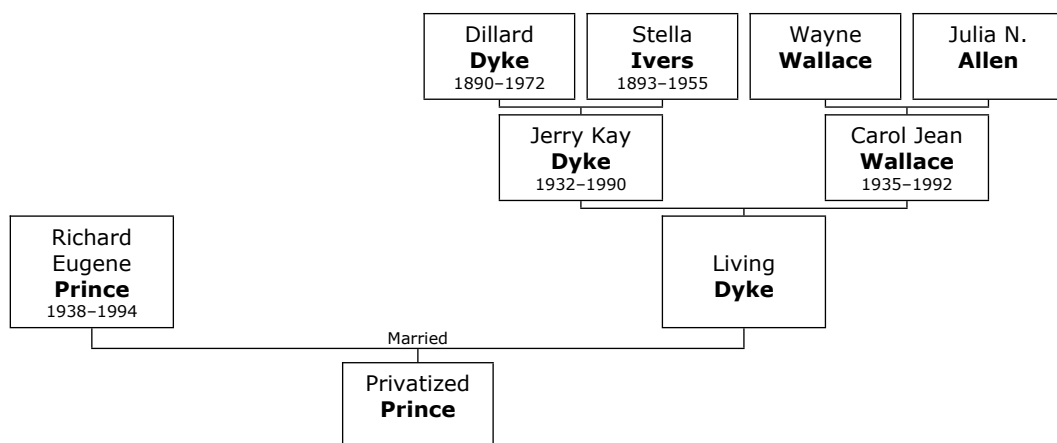 Dillard
Dyke
1890–1972
Stella
Ivers
1893–1955
Wayne
Wallace
Julia N.
Allen
Jerry Kay
Dyke
1932–1990
Carol Jean
Wallace
1935–1992
Richard
Eugene
Prince
1938–1994
Living
Dyke
Married
Privatized
Prince